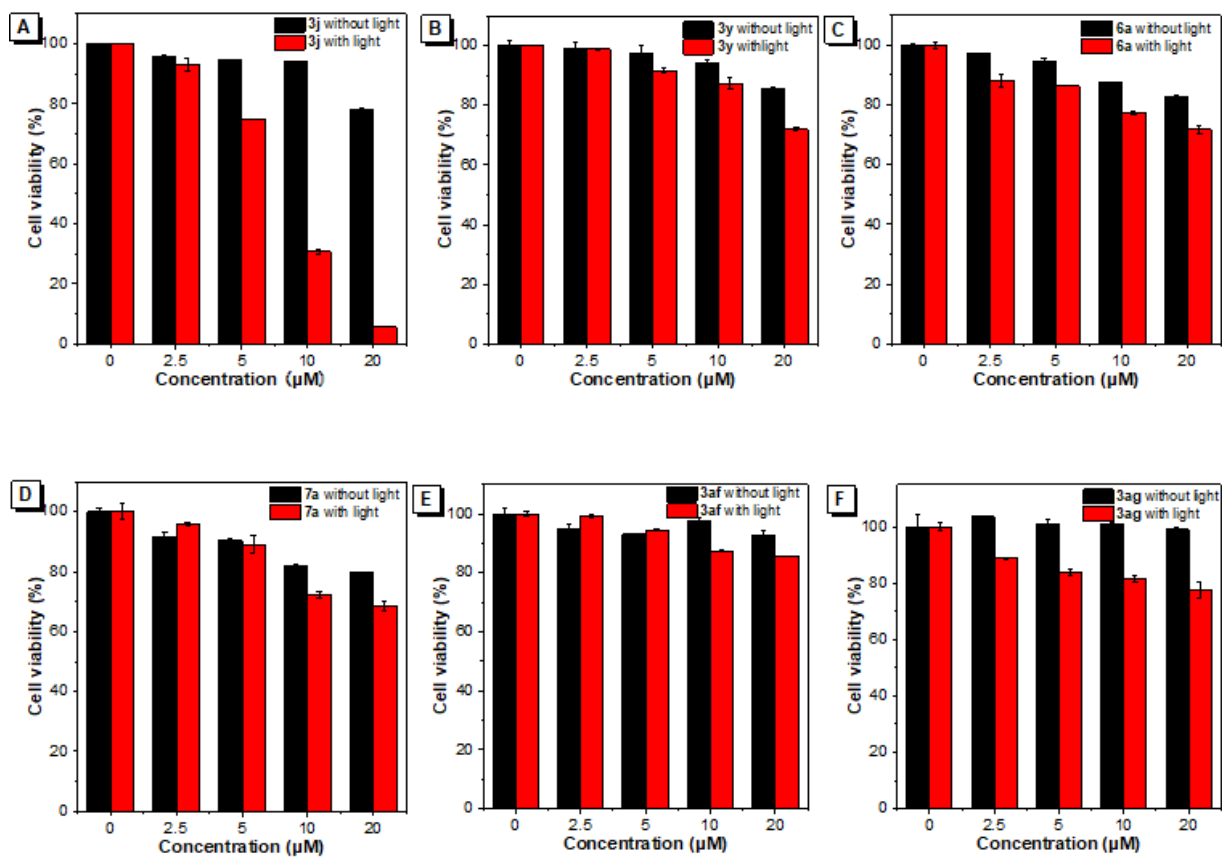 A
3j without light
3j with light
Cell viability (%)
100
80
60
40
20
0
0 2.5 5 10 20
Concentration (μM)
B
3y without light
3y withlight
Cell viability (%)
100
80
60
40
20
0
0 2.5 5 10 20
Concentration (μM)
C
6a without light
6a with light
Cell viability (%)
100
80
60
40
20
0
0 2.5 5 10 20
Concentration (μM)
D
7a without light
7a with light
Cell viability (%)
100
80
60
40
20
0
0 2.5 5 10 20
Concentration (μM)
E
3af without light
3af with light
Cell viability (%)
100
80
60
40
20
0
0 2.5 5 10 20
Concentration (μM)
F
3ag without light
3ag with light
Cell viability (%)
100
80
60
40
20
0
0 2.5 5 10 20
Concentration (μM)